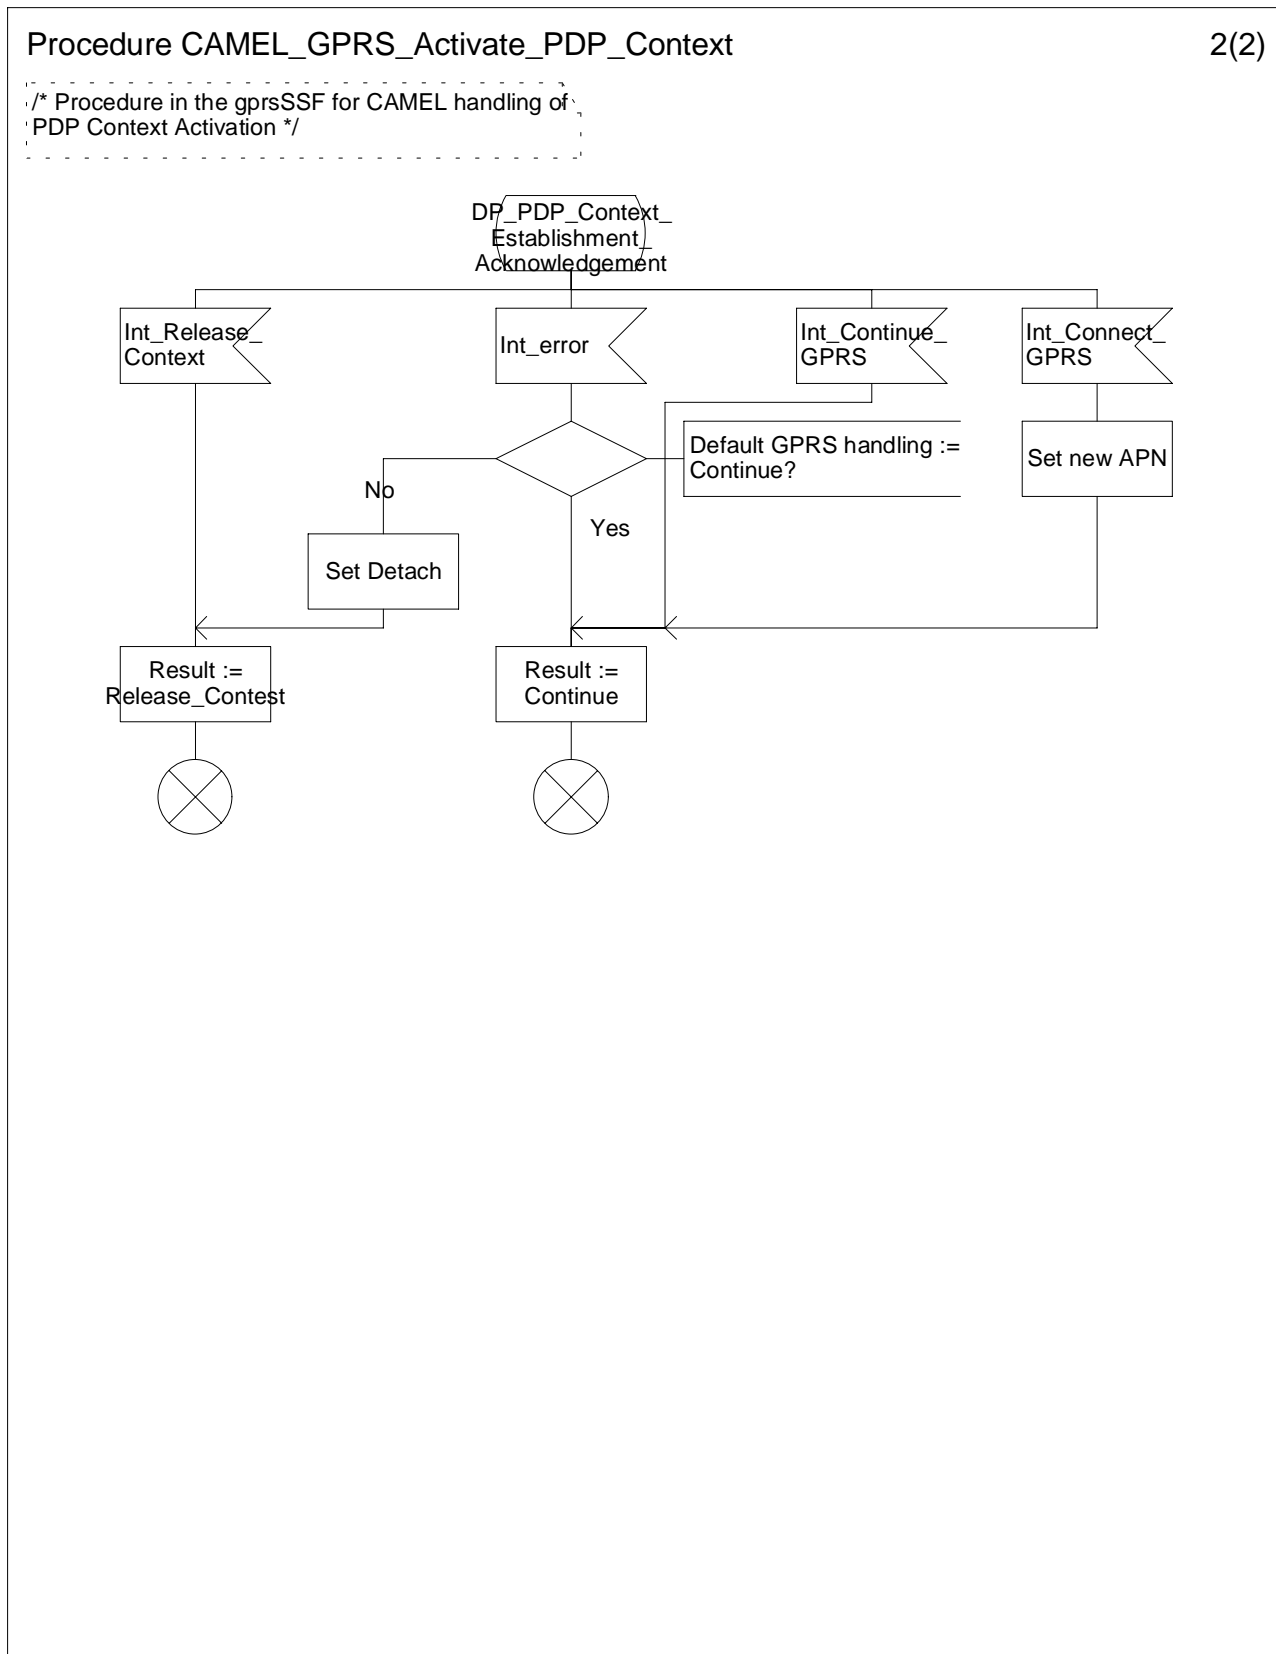 Procedure CAMEL_GPRS_Activate_PDP_Context
2(2)
/* Procedure in the gprsSSF for CAMEL handling of
PDP Context Activation */
DP_PDP_Context_
Establishment_
Acknowledgement
Int_Release_
Context
Int_error
Int_Continue_
GPRS
Int_Connect_
GPRS
Default GPRS handling :=
Continue?
Set new APN
No
Yes
Set Detach
Result :=
Release_Contest
Result :=
Continue